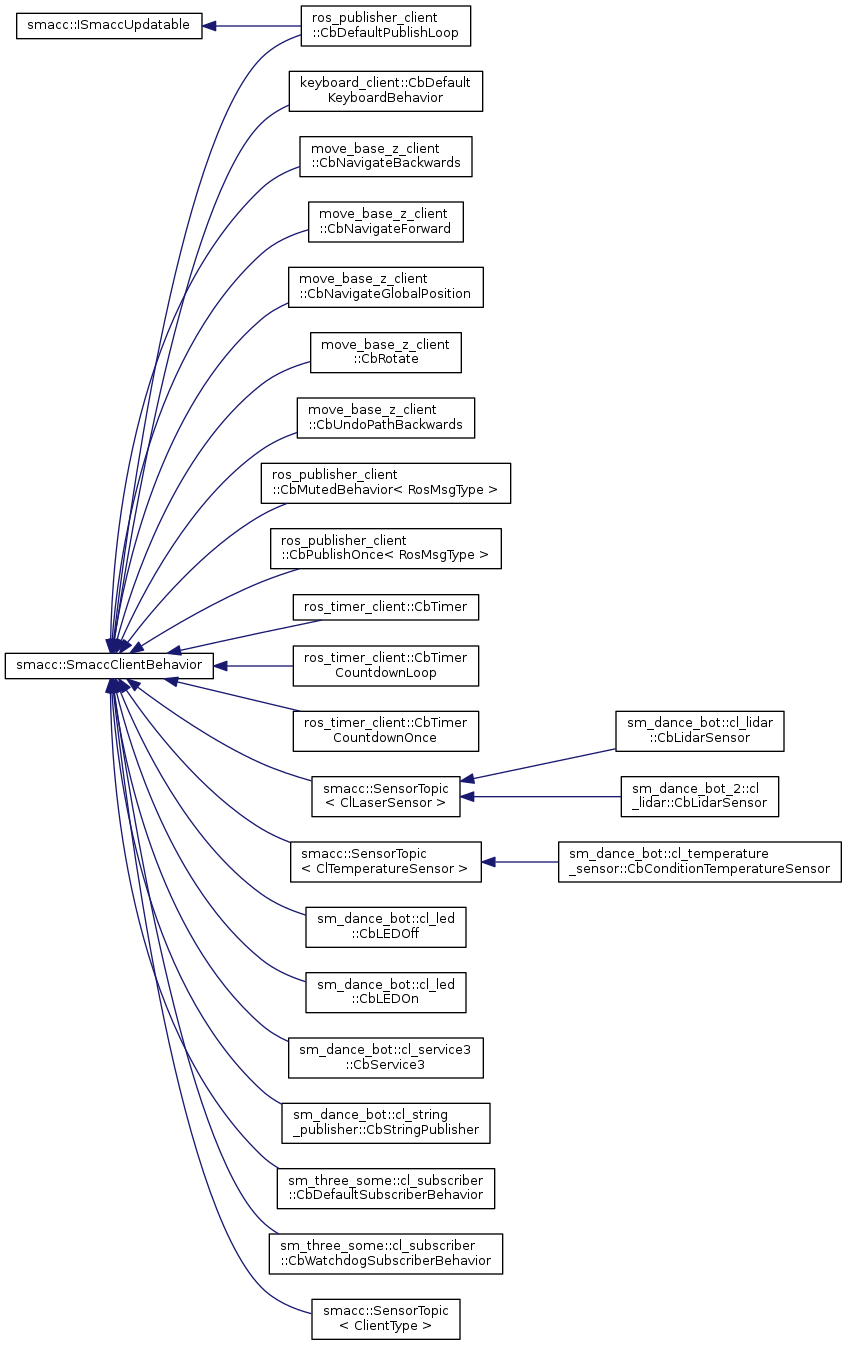 smacc::ISmaccUpdatable
ros_publisher_client
::CbDefaultPublishLoop
keyboard_client::CbDefault
KeyboardBehavior
move_base_z_client
::CbNavigateBackwards
move_base_z_client
::CbNavigateForward
move_base_z_client
::CbNavigateGlobalPosition
move_base_z_client
::CbRotate
move_base_z_client
::CbUndoPathBackwards
ros_publisher_client
::CbMutedBehavior< RosMsgType >
ros_publisher_client
::CbPublishOnce< RosMsgType >
ros_timer_client::CbTimer
smacc::SmaccClientBehavior
ros_timer_client::CbTimer
CountdownLoop
ros_timer_client::CbTimer
CountdownOnce
smacc::SensorTopic
< ClLaserSensor >
sm_dance_bot::cl_lidar
::CbLidarSensor
sm_dance_bot_2::cl
_lidar::CbLidarSensor
smacc::SensorTopic
< ClTemperatureSensor >
sm_dance_bot::cl_temperature
_sensor::CbConditionTemperatureSensor
sm_dance_bot::cl_led
::CbLEDOff
sm_dance_bot::cl_led
::CbLEDOn
sm_dance_bot::cl_service3
::CbService3
sm_dance_bot::cl_string
_publisher::CbStringPublisher
sm_three_some::cl_subscriber
::CbDefaultSubscriberBehavior
sm_three_some::cl_subscriber
::CbWatchdogSubscriberBehavior
smacc::SensorTopic
< ClientType >